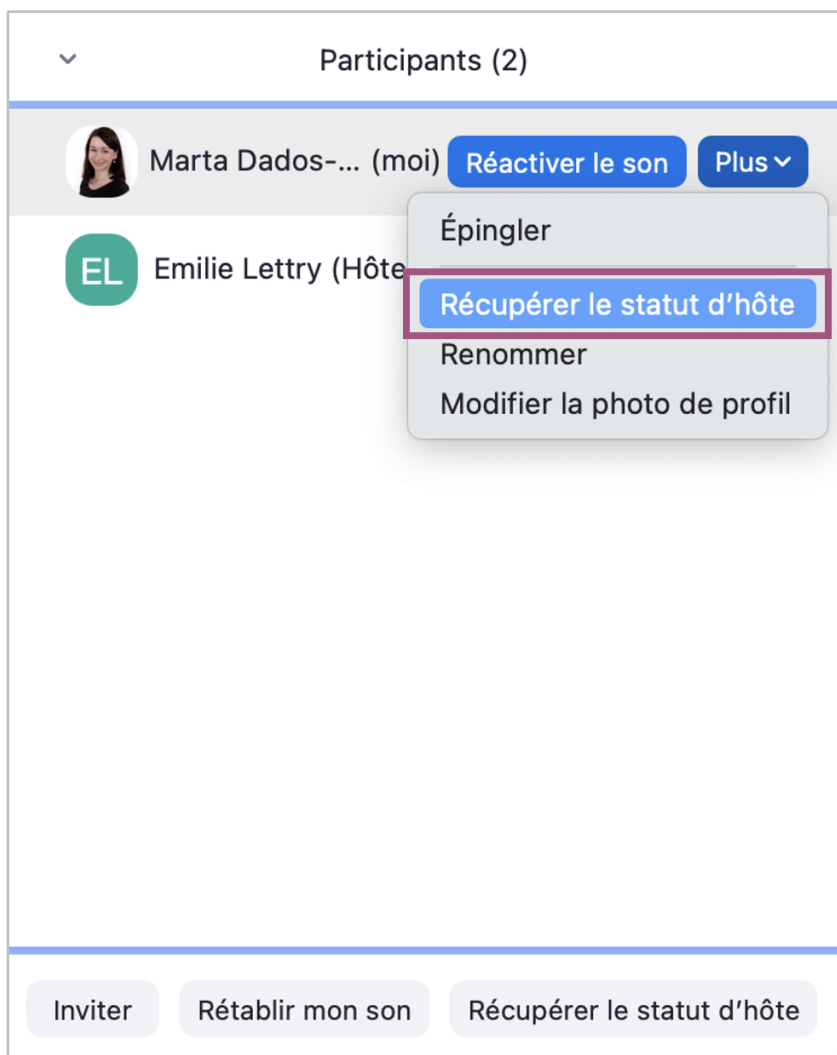 Participants (2)
Marta Dados-... (moi) Réactiver le son Plus
Épingler
EL Emilie Lettry (Hôte
Récupérer le statut d’hôte
Renommer
Modifier la photo de profil
Inviter Rétablir mon son Récupérer le statut d’hôte